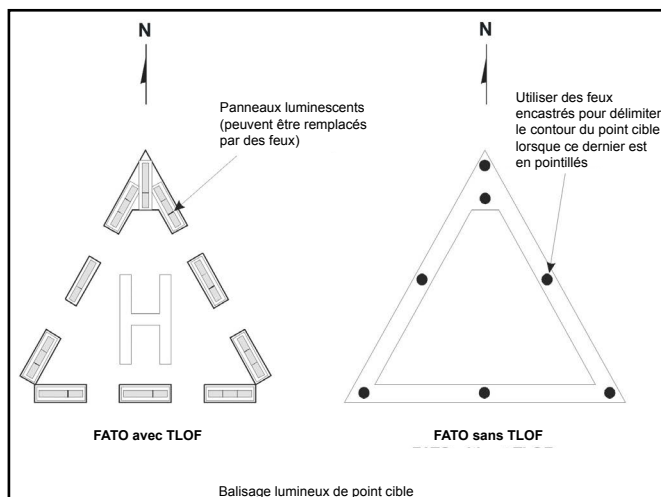 N
N
Panneaux luminescents
(peuvent être remplacés
par des feux)
Utiliser des feux
encastrés pour délimiter
le contour du point cible
lorsque ce dernier est
en pointillés
H
FATO avec TLOF
FATO sans TLOF
Balisage lumineux de point cible